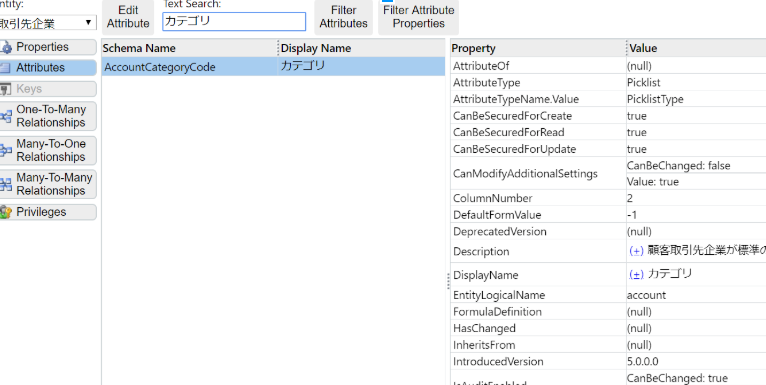 ntity:
取引先企業
Edit Attribute
Text Search:
カテゴリ
Filter Attributes
Filter Attribute Properties
Properties
Attributes
Keys
One-To-Many Relationships
Many-To-One Relationships
Many-To-Many Relationships
Privileges
Schema Name Display Name
AccountCategoryCode カテゴリ
Property Value
AttributeOf (null)
AttributeType Picklist
AttributeTypeName.Value PicklistType
CanBeSecuredForCreate true
CanBeSecuredForRead true
CanBeSecuredForUpdate true
CanModifyAdditionalSettings CanBeChanged: false
Value: true
ColumnNumber 2
DefaultFormValue -1
DeprecatedVersion (null)
Description (+) 顧客取引先企業が標準の
DisplayName (+) カテゴリ
EntityLogicalName account
FormulaDefinition (null)
HasChanged (null)
InheritsFrom (null)
IntroducedVersion 5.0.0.0
IsAuditEnabled CanBeChanged: true